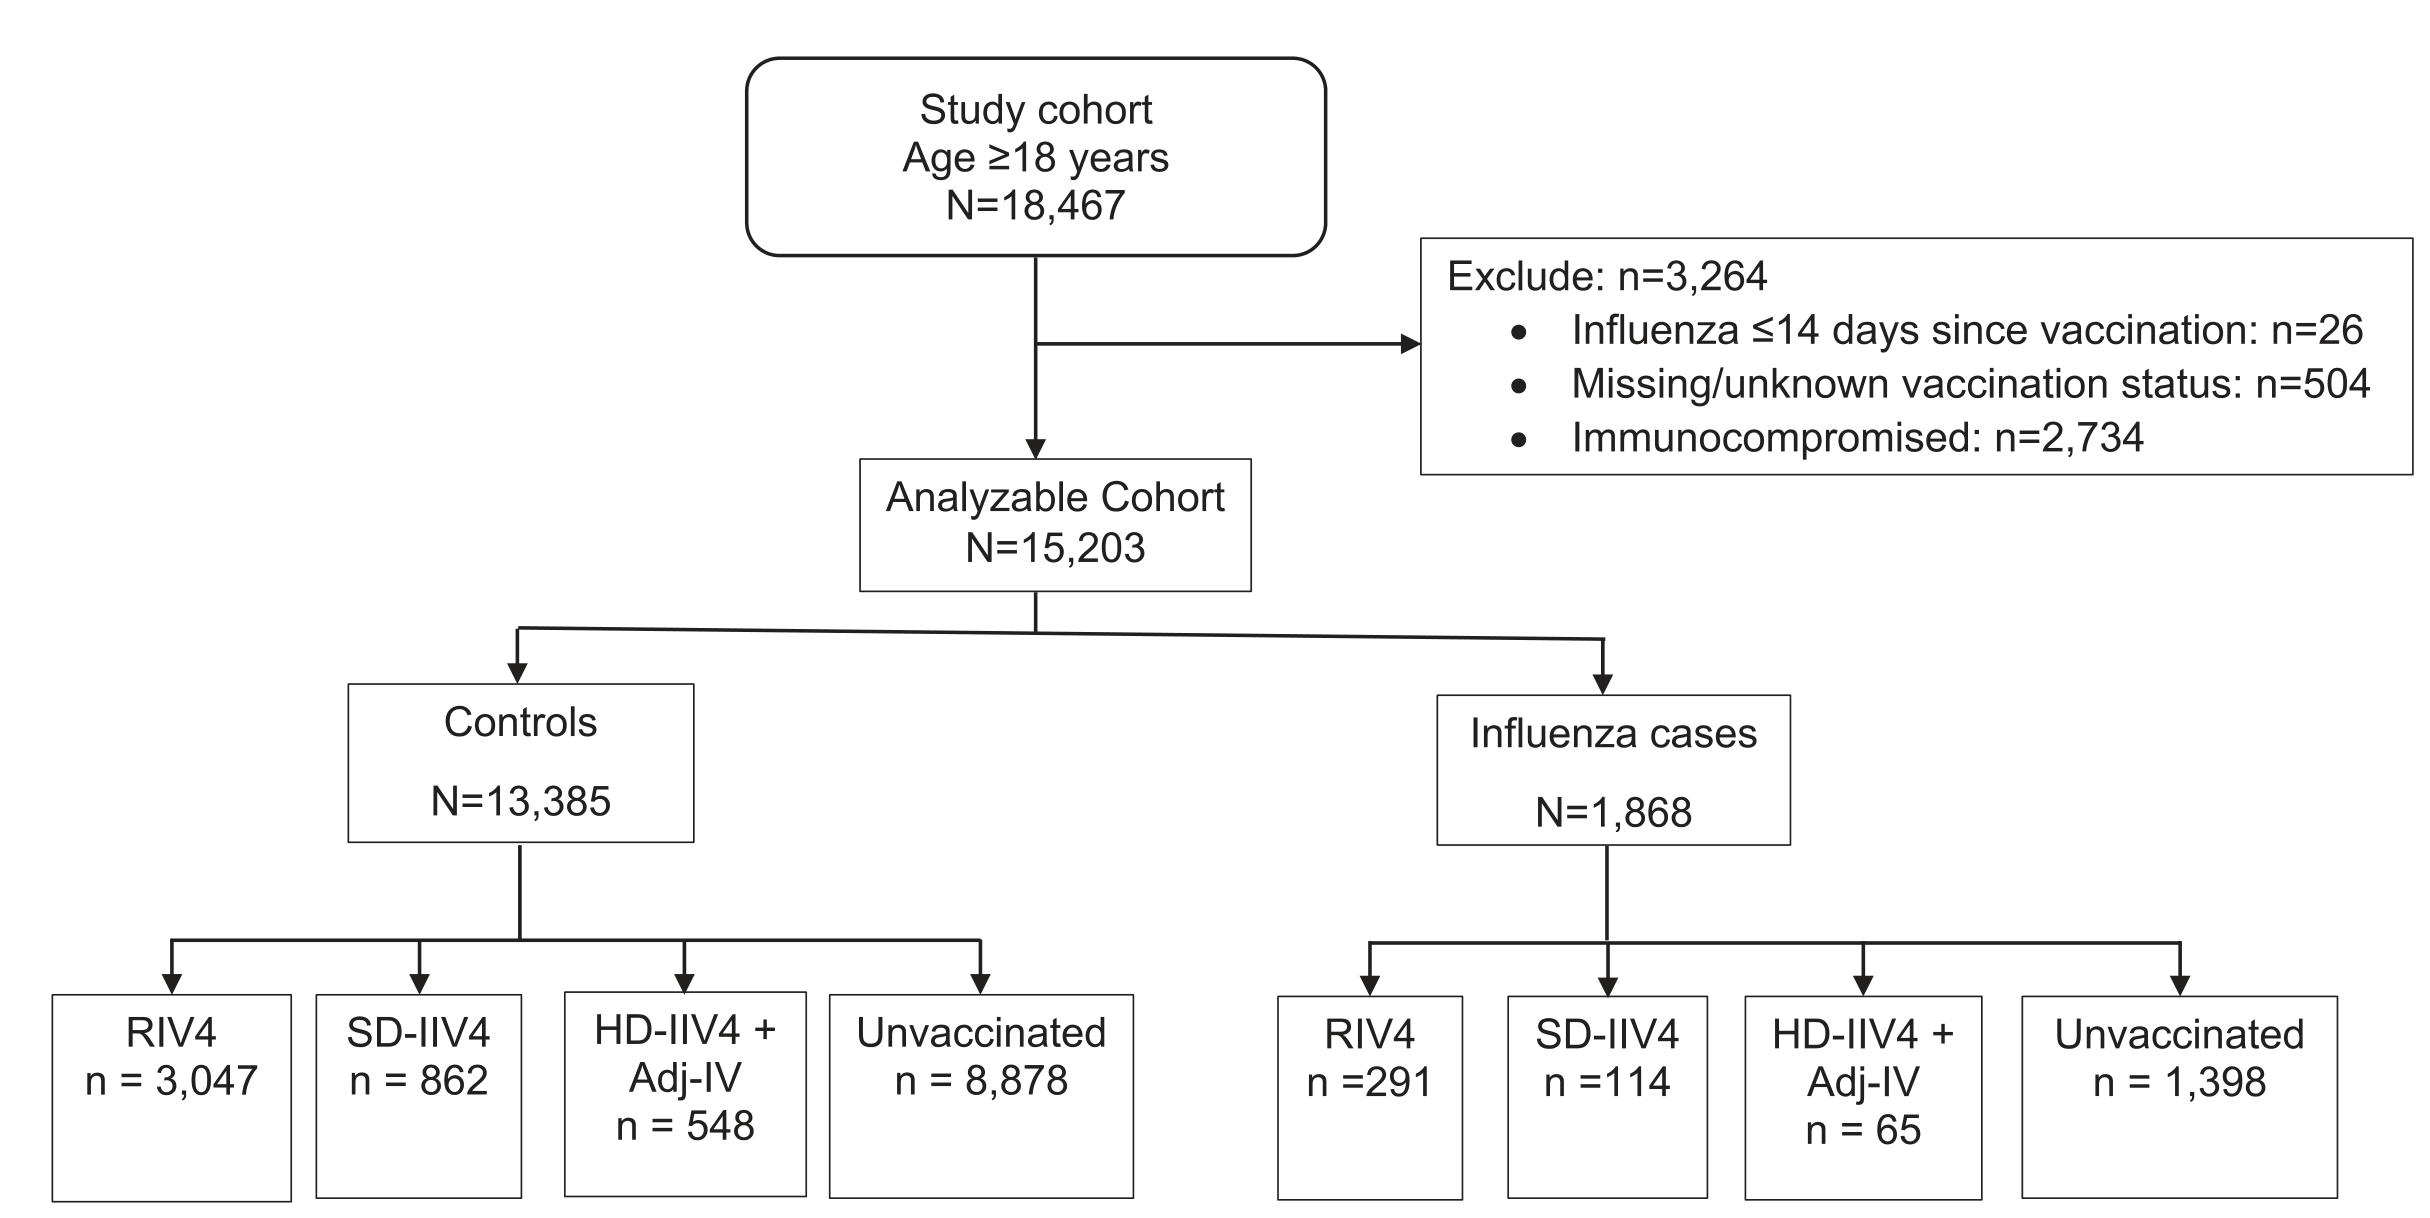 Study cohort
Age ≥18 years
N=18,467
Exclude: n=3,264
● Influenza ≤14 days since vaccination: n=26
● Missing/unknown vaccination status: n=504
● Immunocompromised: n=2,734
Analyzable Cohort
N=15,203
Controls
N=13,385
Influenza cases
N=1,868
RIV4
n = 3,047
SD-IIV4
n = 862
HD-IIV4 +
Adj-IV
n = 548
Unvaccinated
n = 8,878
RIV4
n =291
SD-IIV4
n =114
HD-IIV4 +
Adj-IV
n = 65
Unvaccinated
n = 1,398